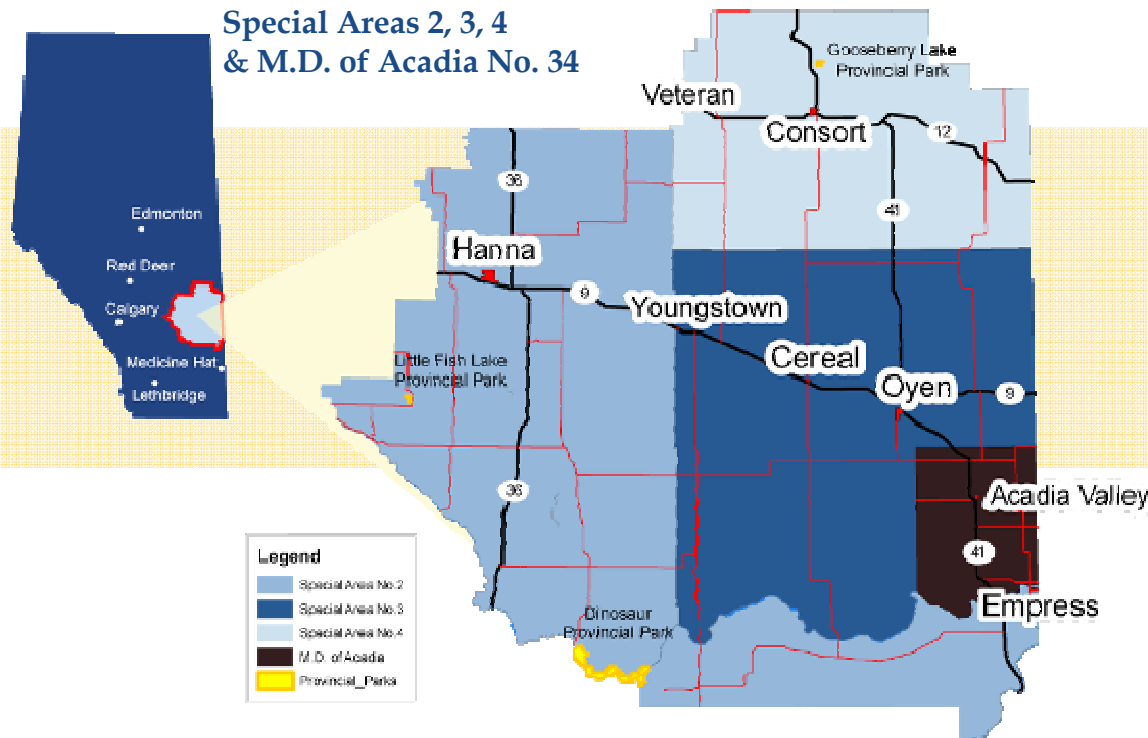 Special Areas 2, 3, 4
& M.D. of Acadia No. 34
Edmonton
Red Deer
Calgary
Medicine Hat
Lethbridge
Gooseberry Lake
Provincial Park
Veteran
Consort
12
36
41
Hanna
9
Youngstown
Cereal
Oyen
9
Little Fish Lake
Provincial Park
36
Acadia Valley
41
Empress
Dinosaur
Provincial Park
Legend
Special Areas No.2
Special Areas No.3
Special Area No.4
M.D. of Acadia
Provincial_Parks